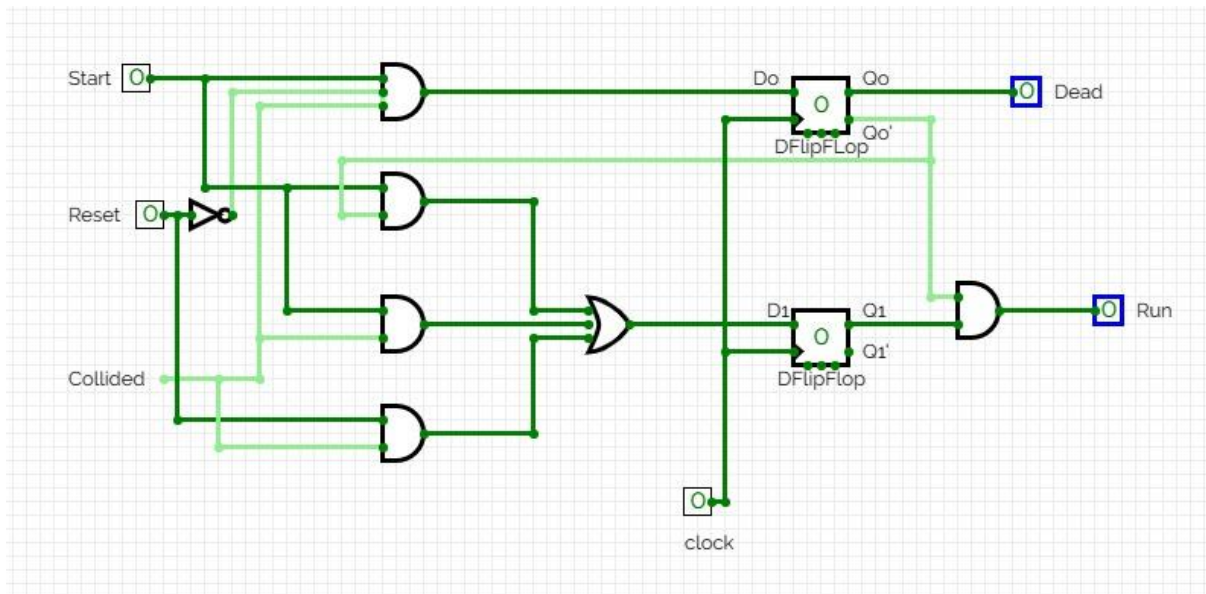 Start 0
Do
Qo
0
0 Dead
Qo'
DFlipFLop
Reset 0
D1
Q1
0
0 Run
Q1'
DFlipFlop
Collided
0
clock